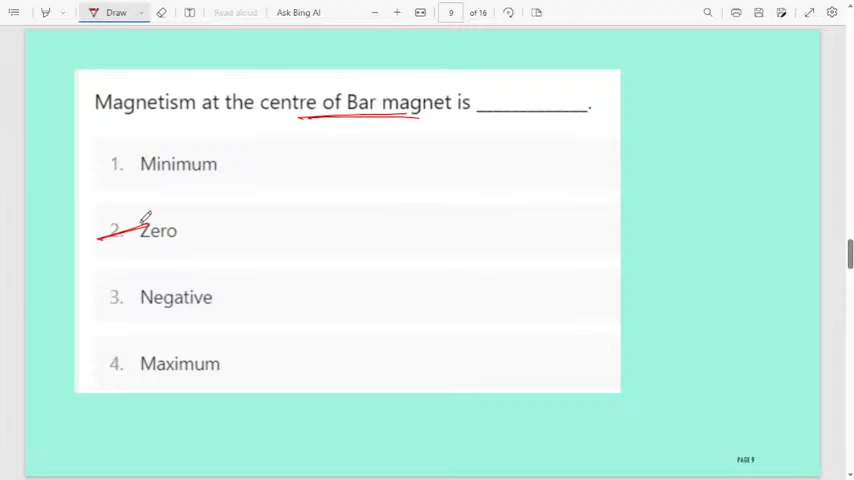 Draw
Read aloud
Ask Bing AI
9 of 16
Magnetism at the centre of Bar magnet is ____________.
1. Minimum
2. Zero
3. Negative
4. Maximum
PAGE 9